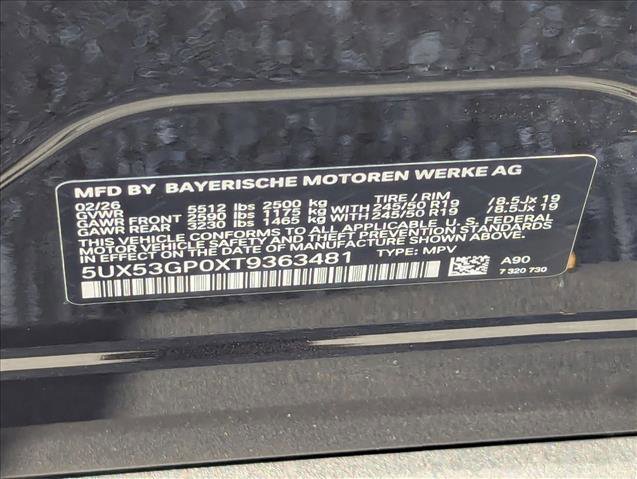 MFD BY BAYERISCHE MOTOREN WERKE AG
02/26 5512 lbs 2500 kg TIRE / RIM
GVWR
GAWR FRONT 2590 lbs 1175 kg X 245/50 R19 /8.5Jx 19
GAWR REAR 3230 lbs 1465 kg X 245/50 R19 /8.5Jx 19
THIS VEHICLE CONFORMS TO ALL APPLICABLE U. S. FEDERAL
MOTOR VEHICLE SAFETY, BUMPER, AND THEFT PREVENTION STANDARDS
IN EFFECT ON THE DATE OF MANUFACTURE SHOWN ABOVE.
5UX53GP0XT9363481 TYPE: MPV
A90
7 320 730